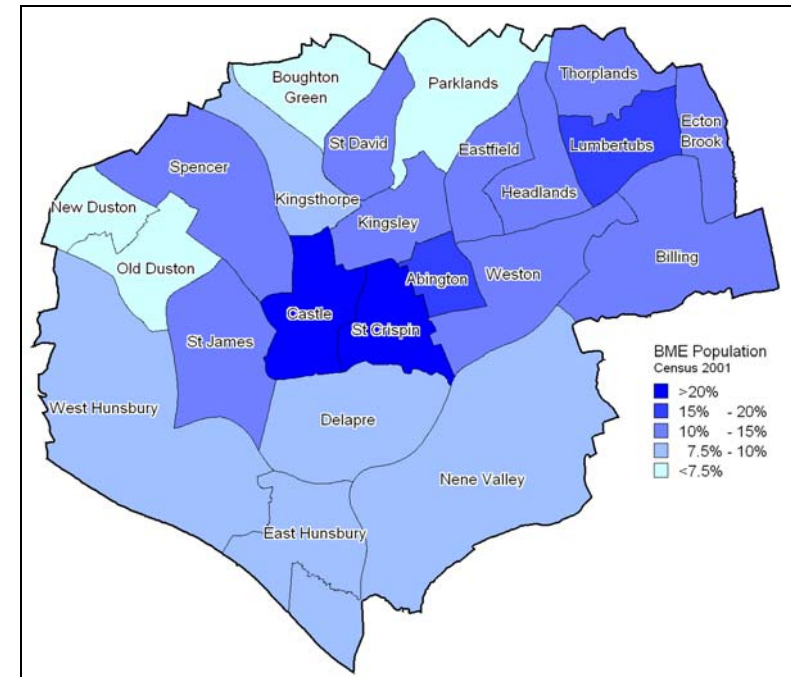 Boughton
Green
Parklands
Thorplands
Ecton
Brook
St David
Eastfield
Lumbertubs
Spencer
Headlands
Kingsthorpe
New Duston
Kingsley
Old Duston
Abington
Weston
Billing
Castle
St Crispin
St James
West Hunsbury
Delapre
Nene Valley
East Hunsbury
BME Population
Census 2001
>20%
15% - 20%
10% - 15%
7.5% - 10%
<7.5%